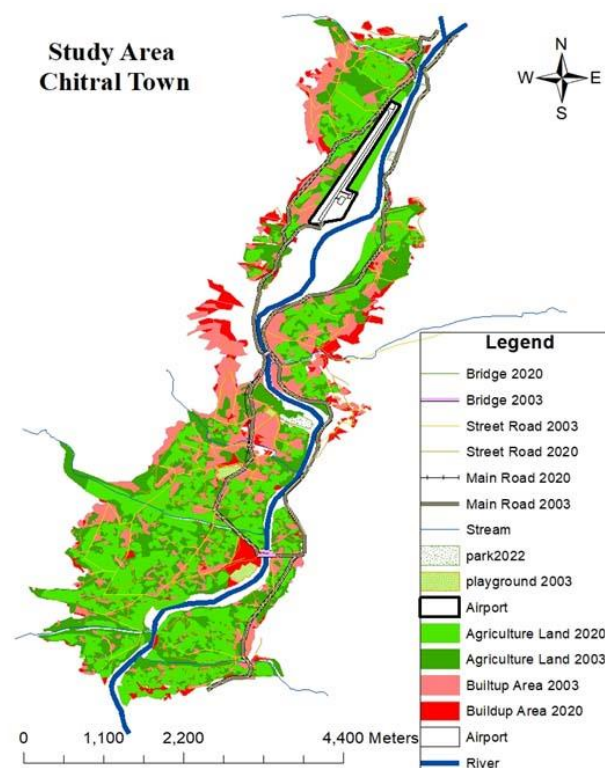 Study Area
Chitral Town
N
W E
S
Legend
Bridge 2020
Bridge 2003
Street Road 2003
Street Road 2020
Main Road 2020
Main Road 2003
Stream
park2022
playground 2003
Airport
Agriculture Land 2020
Agriculture Land 2003
Builtup Area 2003
Buildup Area 2020
Airport
River
0 1,100 2,200 4,400 Meters